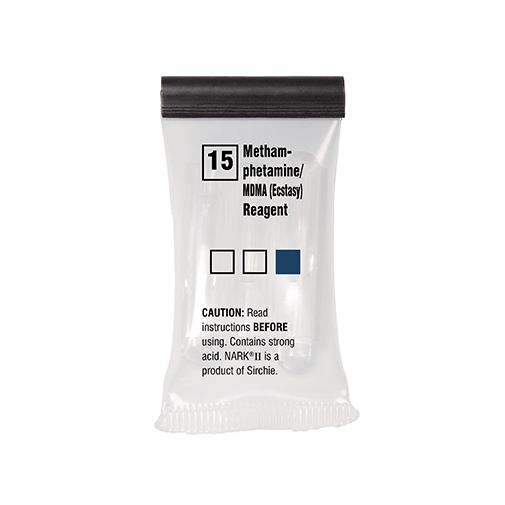 15
Metham-
phetamine/
MDMA (Ecstasy)
Reagent
CAUTION: Read
instructions BEFORE
using. Contains strong
acid. NARK®II is a
product of Sirchie.